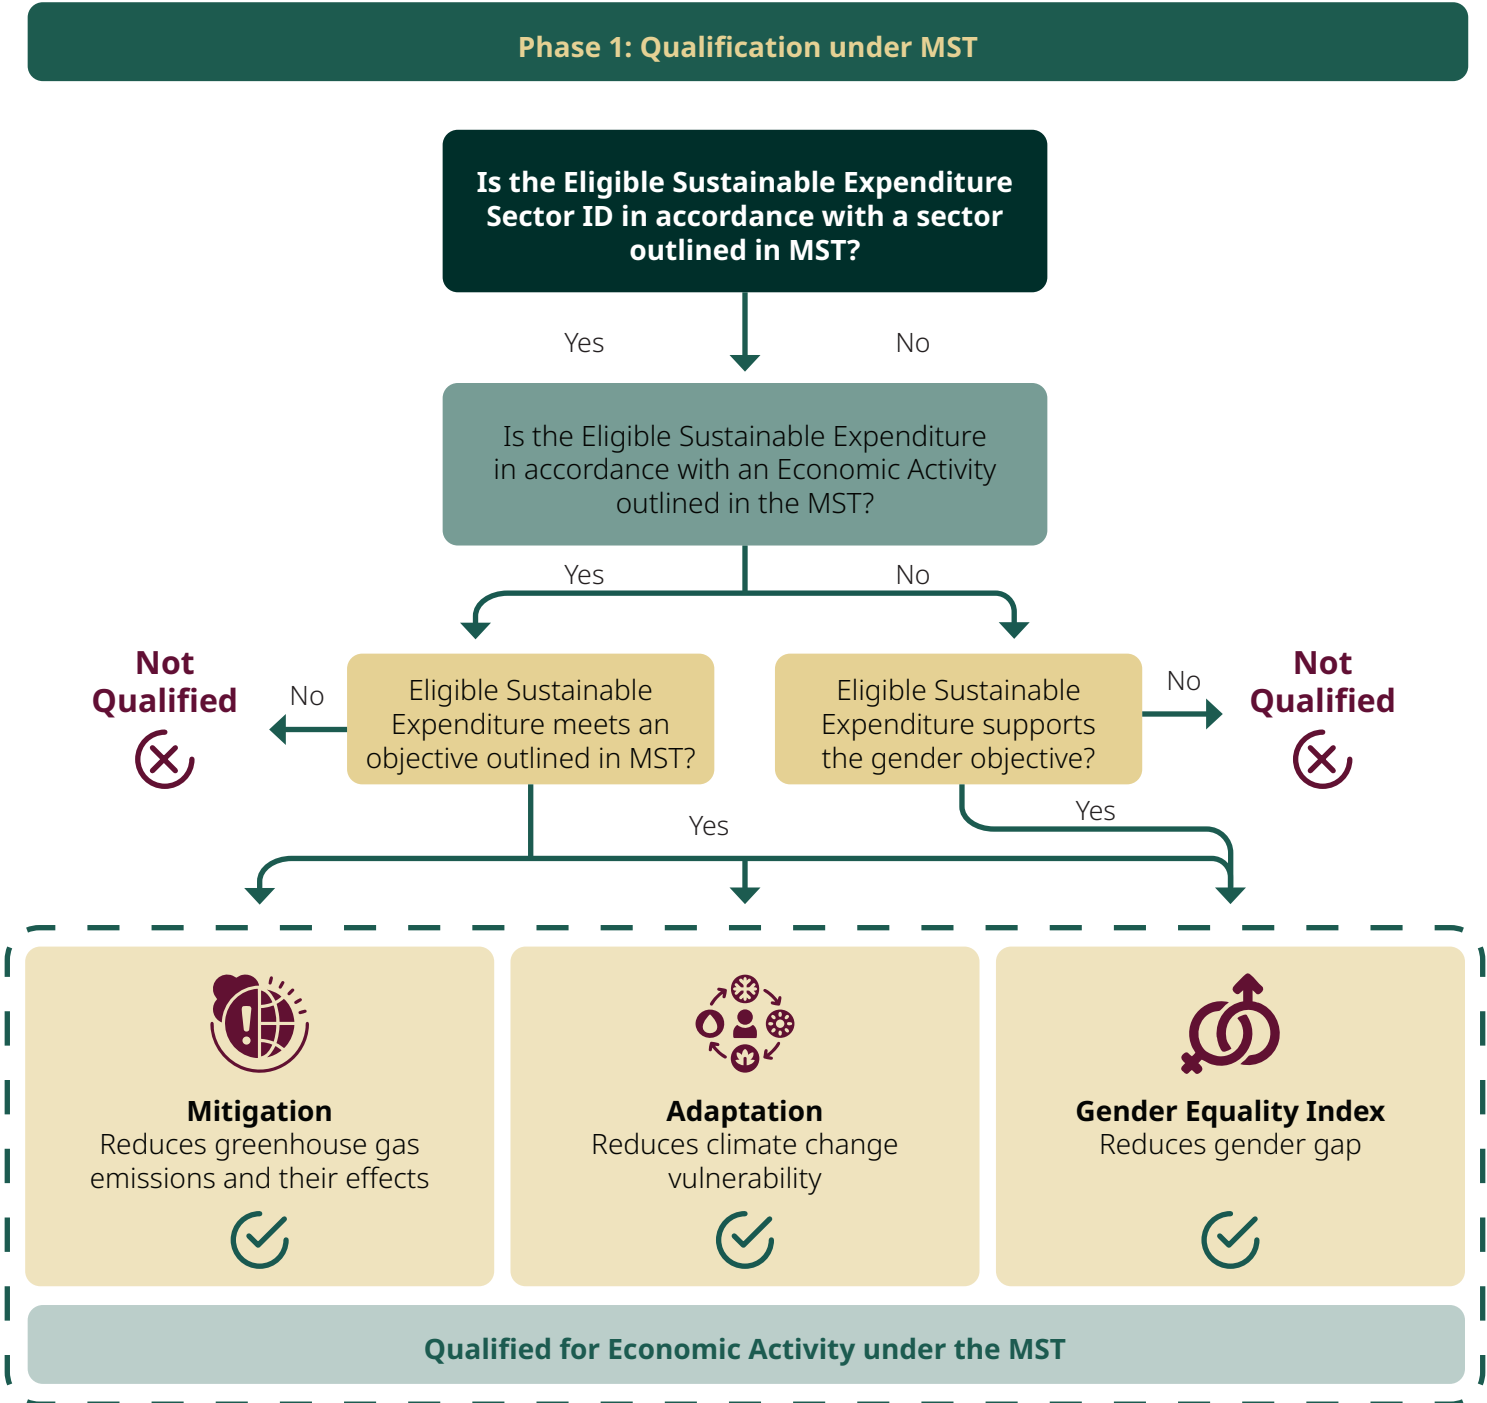 Phase 1: Qualification under MST
Is the Eligible Sustainable Expenditure
Sector ID in accordance with a sector
outlined in MST?
Yes
No
Is the Eligible Sustainable Expenditure
in accordance with an Economic Activity
outlined in the MST?
Yes
No
Not
Qualified
No
Eligible Sustainable
Expenditure meets an
objective outlined in MST?
Eligible Sustainable
Expenditure supports
the gender objective?
No
Not
Qualified
Yes
Yes
Mitigation
Reduces greenhouse gas
emissions and their effects
Adaptation
Reduces climate change
vulnerability
Gender Equality Index
Reduces gender gap
Qualified for Economic Activity under the MST